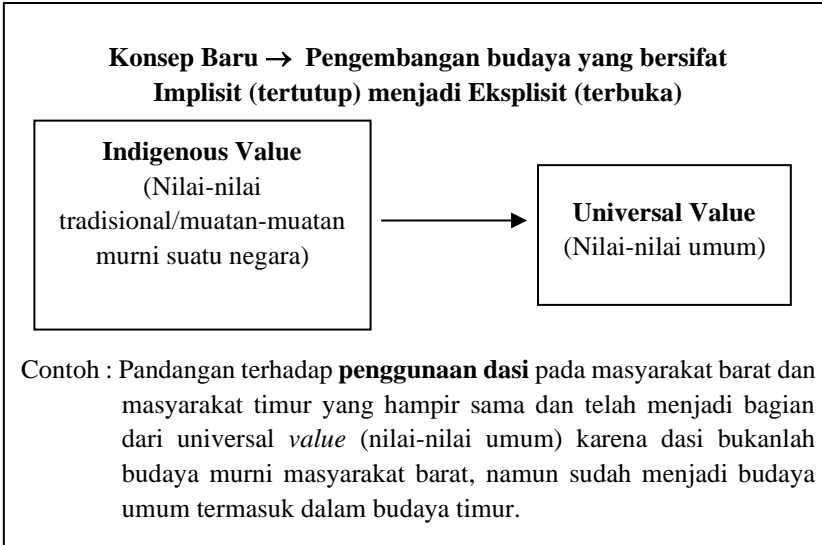 Konsep Baru → Pengembangan budaya yang bersifat
Implisit (tertutup) menjadi Eksplisit (terbuka)
Indigenous Value
(Nilai-nilai
tradisional/muatan-muatan
murni suatu negara)
Universal Value
(Nilai-nilai umum)
Contoh : Pandangan terhadap penggunaan dasi pada masyarakat barat dan
masyarakat timur yang hampir sama dan telah menjadi bagian
dari universal value (nilai-nilai umum) karena dasi bukanlah
budaya murni masyarakat barat, namun sudah menjadi budaya
umum termasuk dalam budaya timur.